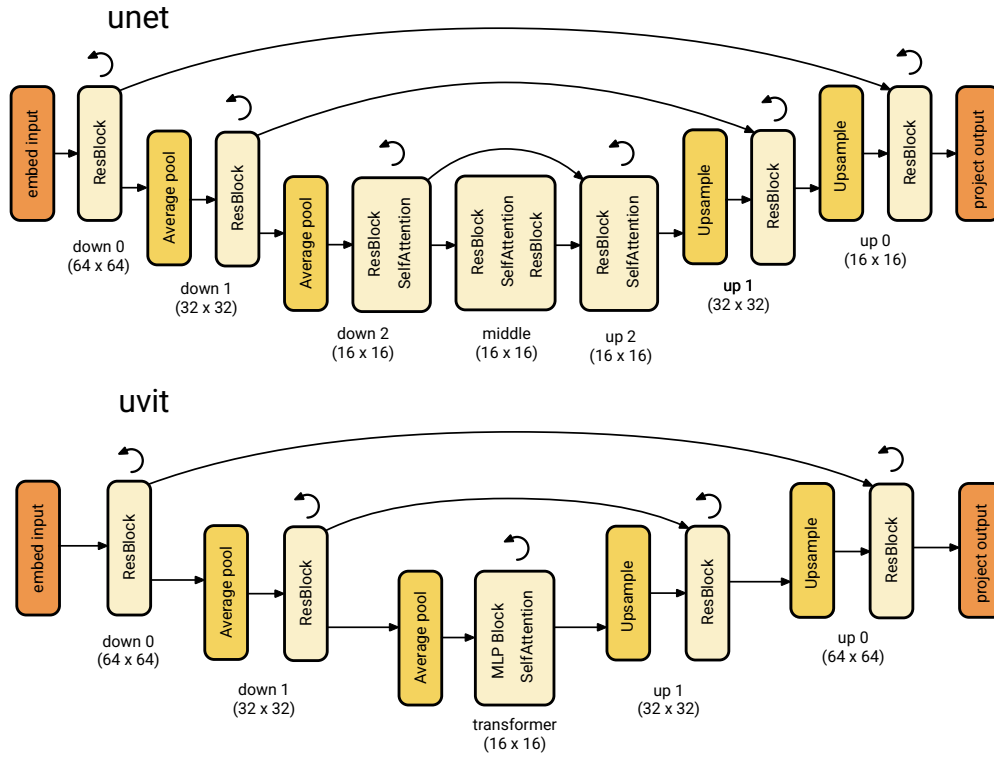 unet
embed input
ResBlock
down 0
(64 x 64)
Average pool
ResBlock
down 1
(32 x 32)
Average pool
ResBlock
SelfAttention
down 2
(16 x 16)
ResBlock
SelfAttention
ResBlock
middle
(16 x 16)
ResBlock
SelfAttention
up 2
(16 x 16)
Upsample
ResBlock
up 1
(32 x 32)
Upsample
ResBlock
up 0
(16 x 16)
project output
uvit
embed input
ResBlock
down 0
(64 x 64)
Average pool
ResBlock
down 1
(32 x 32)
Average pool
MLP Block
SelfAttention
transformer
(16 x 16)
Upsample
ResBlock
up 1
(32 x 32)
Upsample
ResBlock
up 0
(64 x 64)
project output